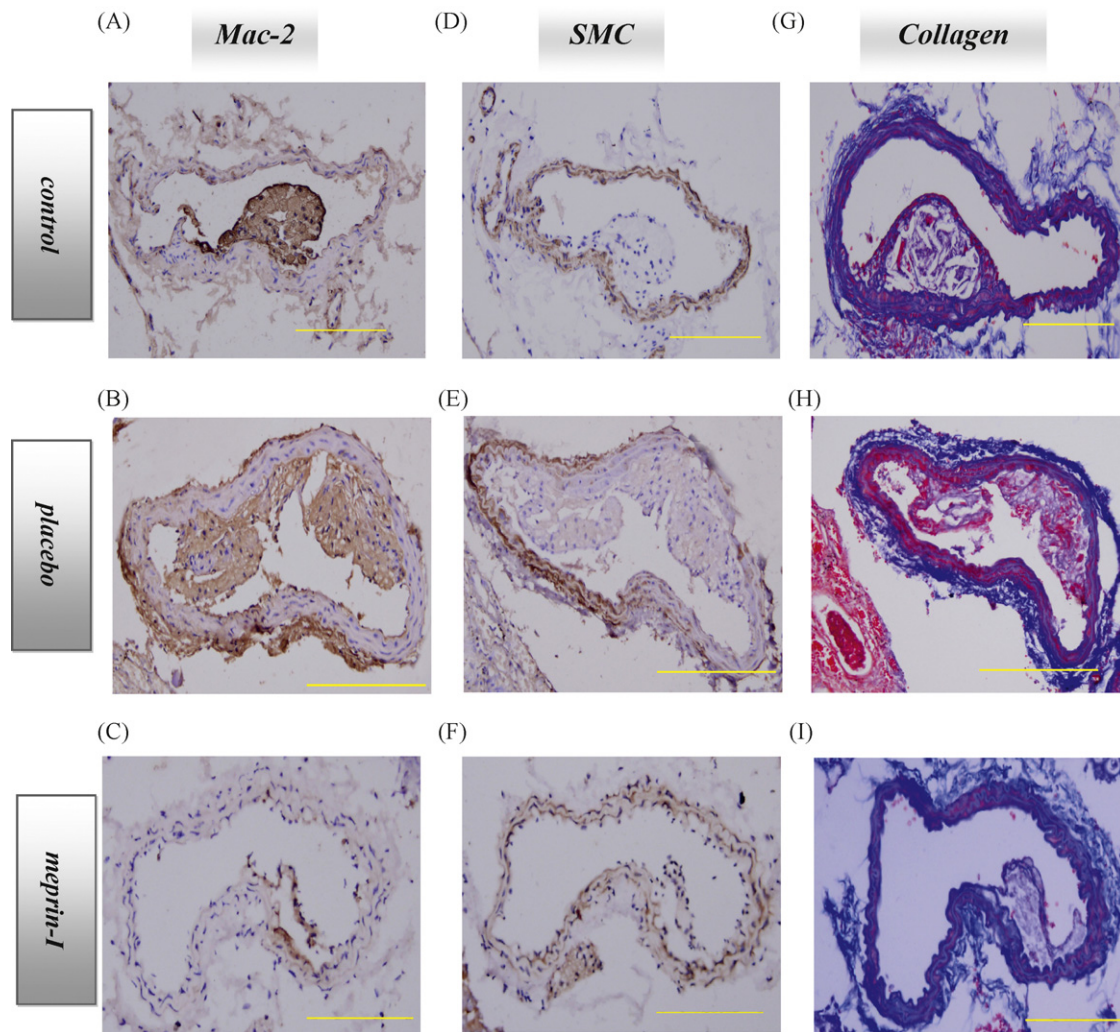 (A) Mac-2 (D) SMC (G) Collagen
control
(B) (E) (H)
placebo
(C) (F) (I)
meprin-I